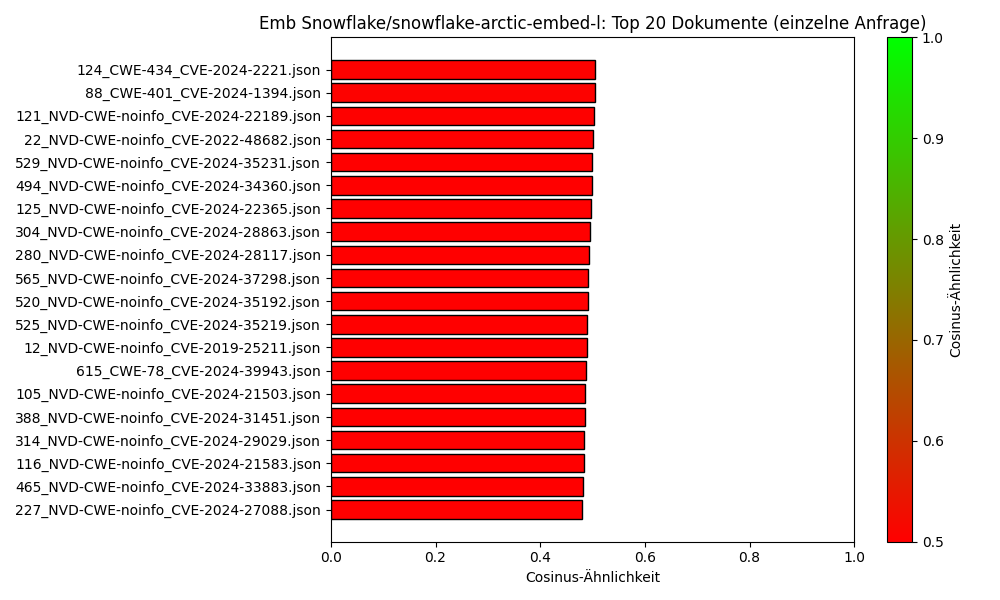 Emb Snowflake/snowflake-arctic-embed-l: Top 20 Dokumente (einzelne Anfrage)
124_CWE-434_CVE-2024-2221.json
88_CWE-401_CVE-2024-1394.json
121_NVD-CWE-noinfo_CVE-2024-22189.json
22_NVD-CWE-noinfo_CVE-2022-48682.json
529_NVD-CWE-noinfo_CVE-2024-35231.json
494_NVD-CWE-noinfo_CVE-2024-34360.json
125_NVD-CWE-noinfo_CVE-2024-22365.json
304_NVD-CWE-noinfo_CVE-2024-28863.json
280_NVD-CWE-noinfo_CVE-2024-28117.json
565_NVD-CWE-noinfo_CVE-2024-37298.json
520_NVD-CWE-noinfo_CVE-2024-35192.json
525_NVD-CWE-noinfo_CVE-2024-35219.json
12_NVD-CWE-noinfo_CVE-2019-25211.json
615_CWE-78_CVE-2024-39943.json
105_NVD-CWE-noinfo_CVE-2024-21503.json
388_NVD-CWE-noinfo_CVE-2024-31451.json
314_NVD-CWE-noinfo_CVE-2024-29029.json
116_NVD-CWE-noinfo_CVE-2024-21583.json
465_NVD-CWE-noinfo_CVE-2024-33883.json
227_NVD-CWE-noinfo_CVE-2024-27088.json
0.0 0.2 0.4 0.6 0.8 1.0
Cosinus-Ähnlichkeit
1.0
0.9
0.8
0.7
0.6
0.5
Cosinus-Ähnlichkeit